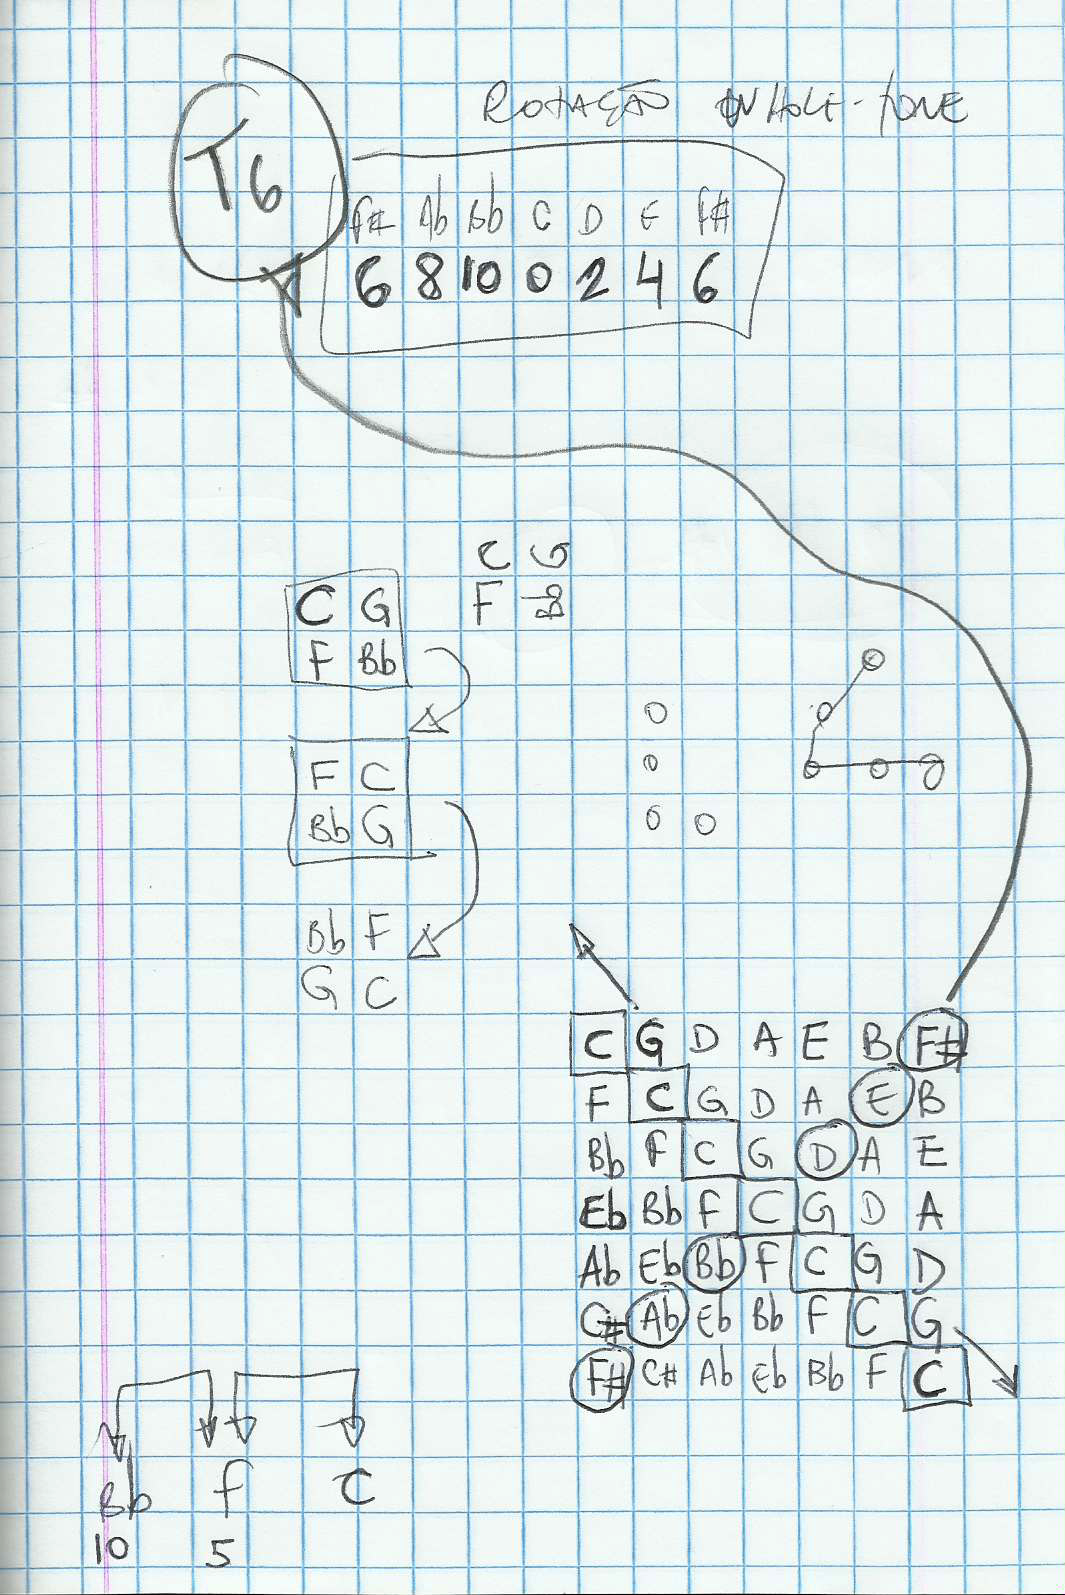 ROTAÇÃO WHOLE-TONE
T6
F# Ab Bb C D E F#
6 8 10 0 2 4 6
C G
F Bb
C G
F Bb
F C
Bb G
Bb F
G C
C G D A E B F#
F C G D A E B
Bb F C G D A E
Eb Bb F C G D A
Ab Eb Bb F C G D
C# Ab Eb Bb F C G
F# C# Ab Eb Bb F C
Bb F C
10 5